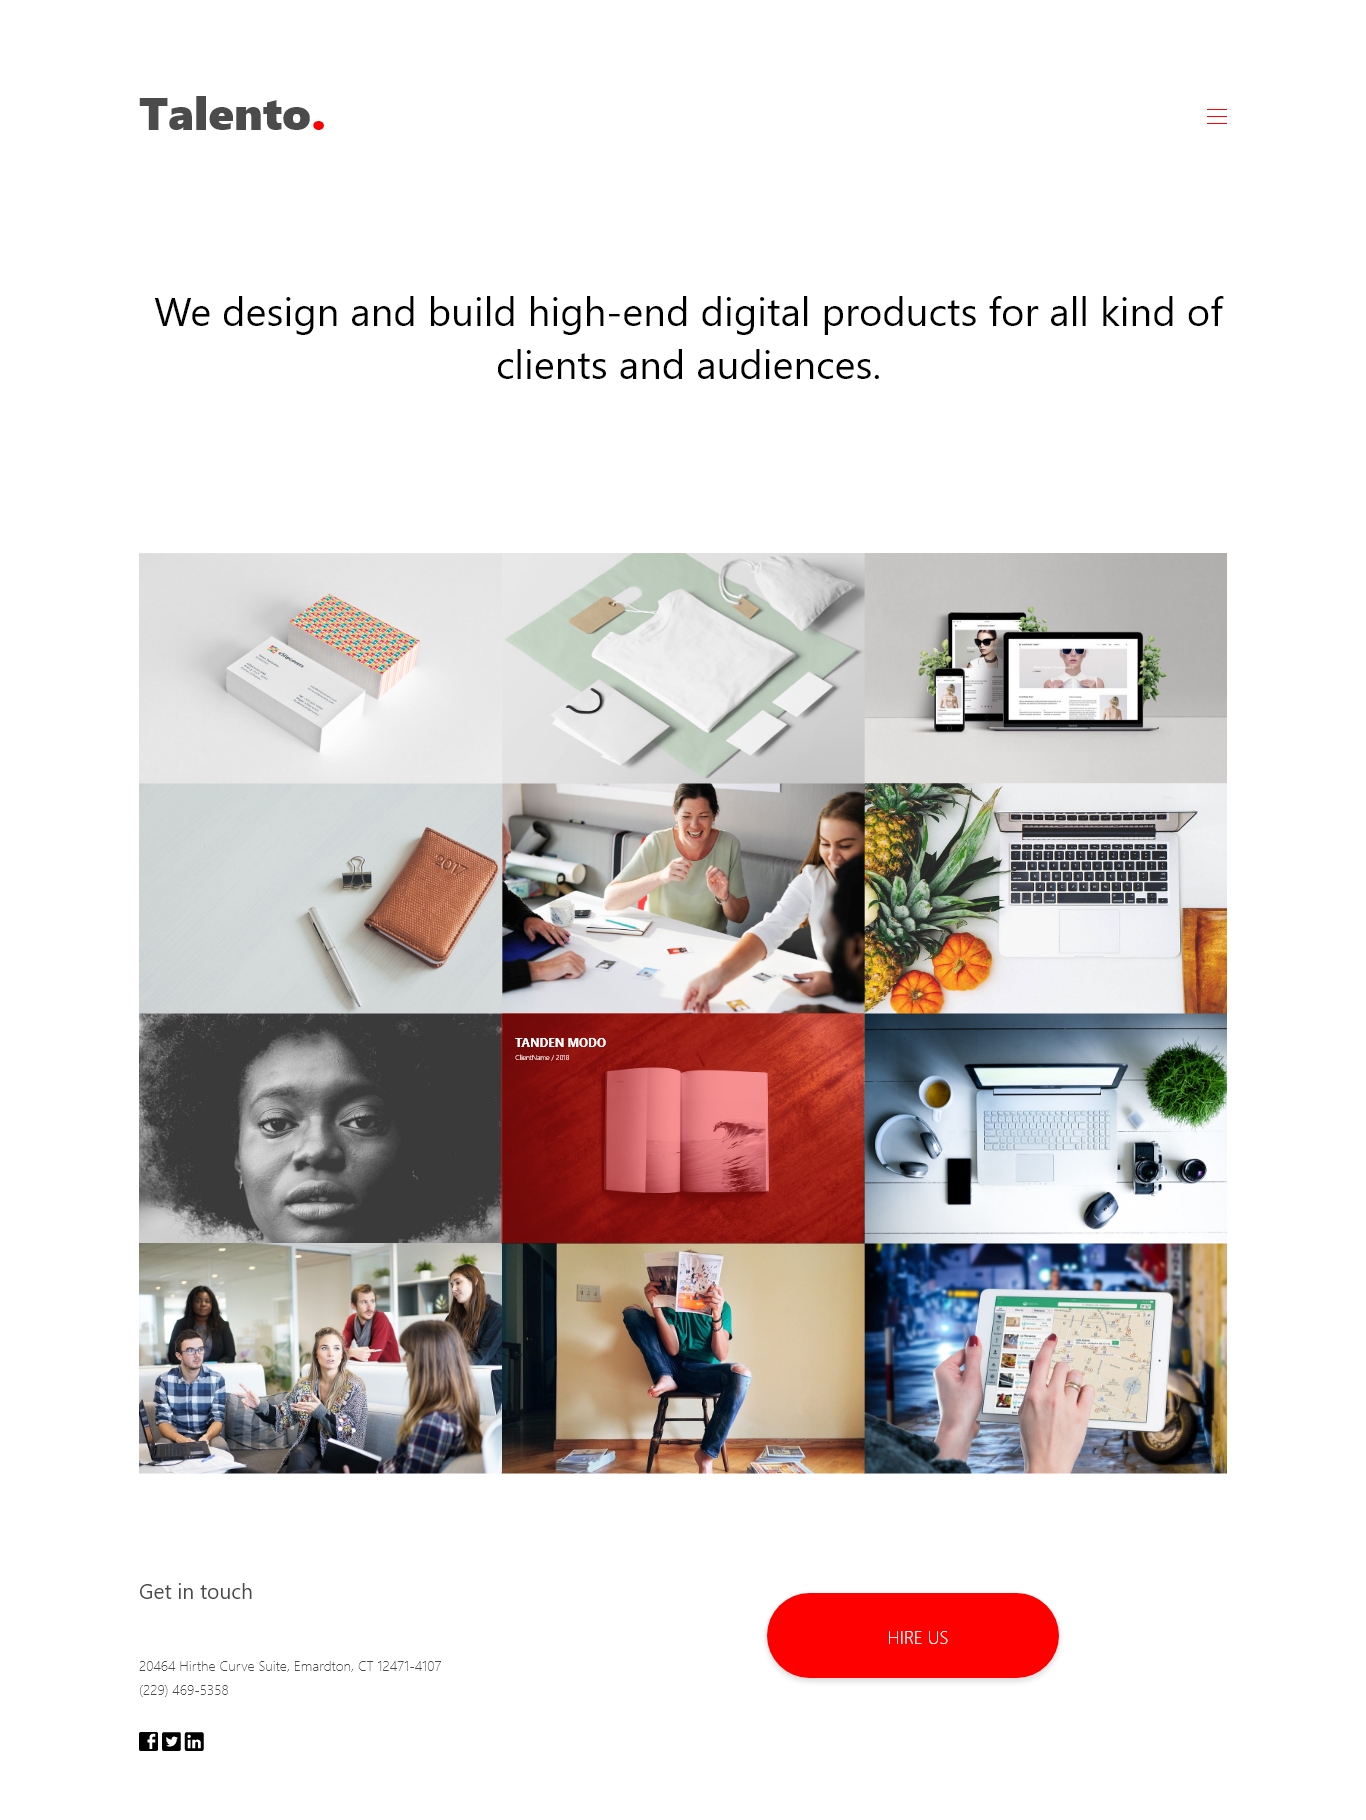 Talento.
We design and build high-end digital products for all kind of
clients and audiences.
2017
TANDEN MODO
ClientName / 2018
Get in touch
HIRE US
20464 Hirthe Curve Suite, Emardton, CT 12471-4107
(229) 469-5358